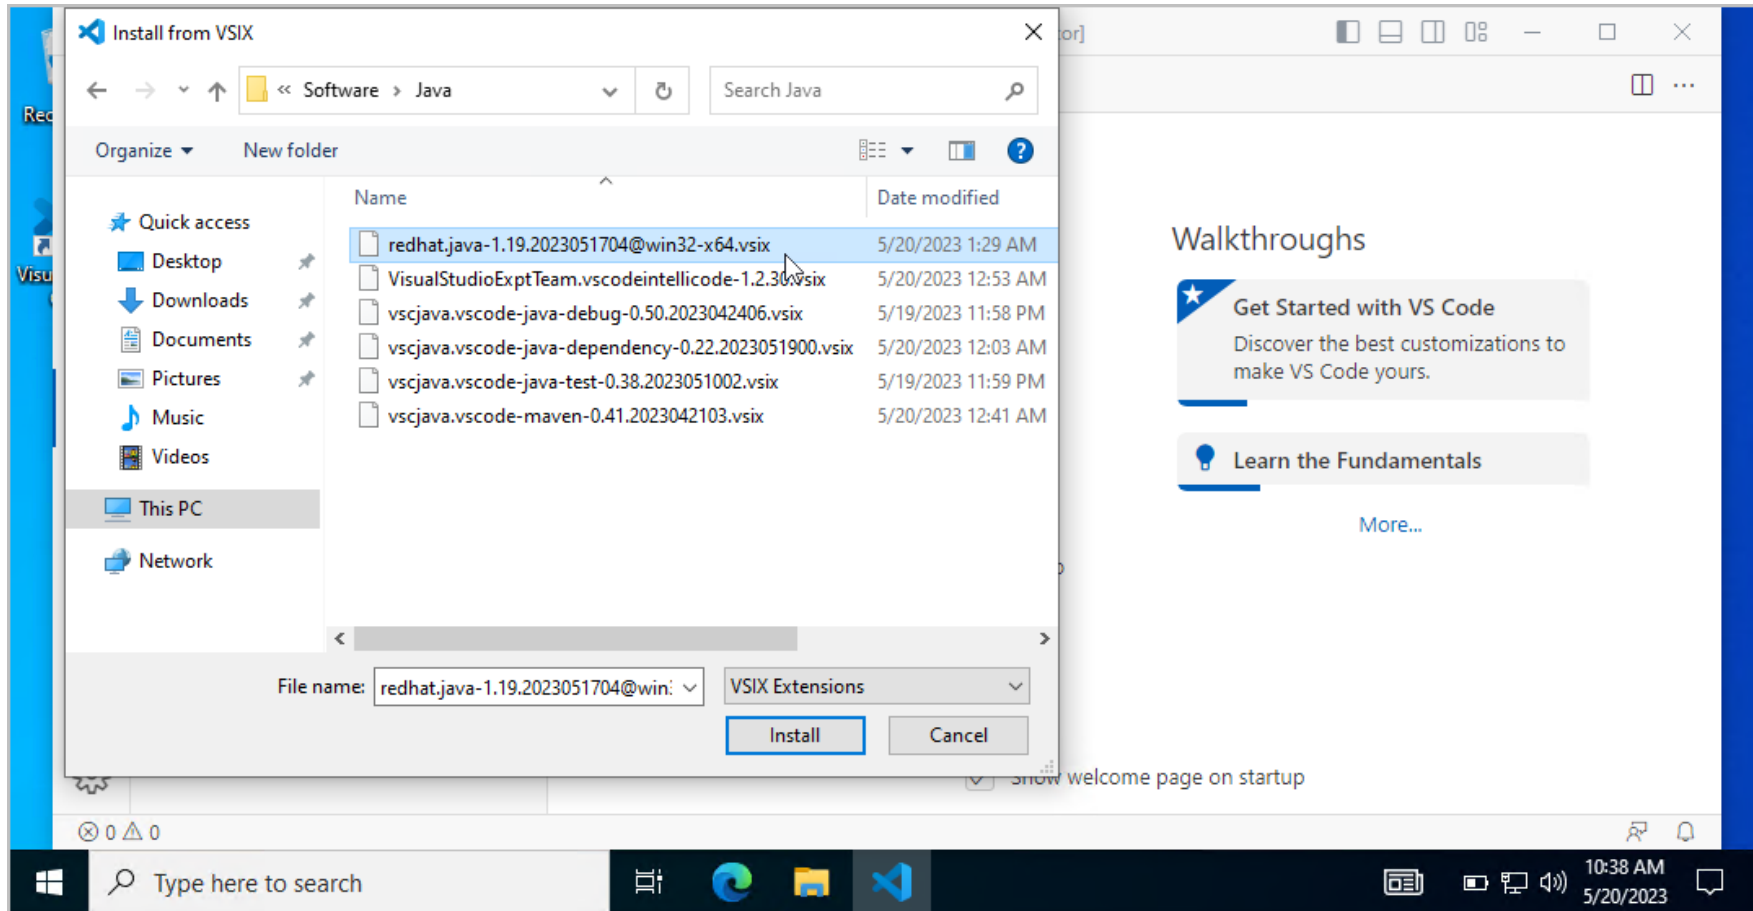 Install from VSIX
tor]
« Software > Java
Search Java
Rec
Organize
New folder
Name
Date modified
Quick access
Desktop
Downloads
Documents
Pictures
Music
Videos
This PC
Network
redhat.java-1.19.2023051704@win32-x64.vsix 5/20/2023 1:29 AM
VisualStudioExptTeam.vscodeintellicode-1.2.30.vsix 5/20/2023 12:53 AM
vscjava.vscode-java-debug-0.50.2023042406.vsix 5/19/2023 11:58 PM
vscjava.vscode-java-dependency-0.22.2023051900.vsix 5/20/2023 12:03 AM
vscjava.vscode-java-test-0.38.2023051002.vsix 5/19/2023 11:59 PM
vscjava.vscode-maven-0.41.2023042103.vsix 5/20/2023 12:41 AM
Visu
Walkthroughs
Get Started with VS Code
Discover the best customizations to
make VS Code yours.
Learn the Fundamentals
More...
File name: redhat.java-1.19.2023051704@win
VSIX Extensions
Install
Cancel
Show welcome page on startup
0
0
Type here to search
10:38 AM
5/20/2023